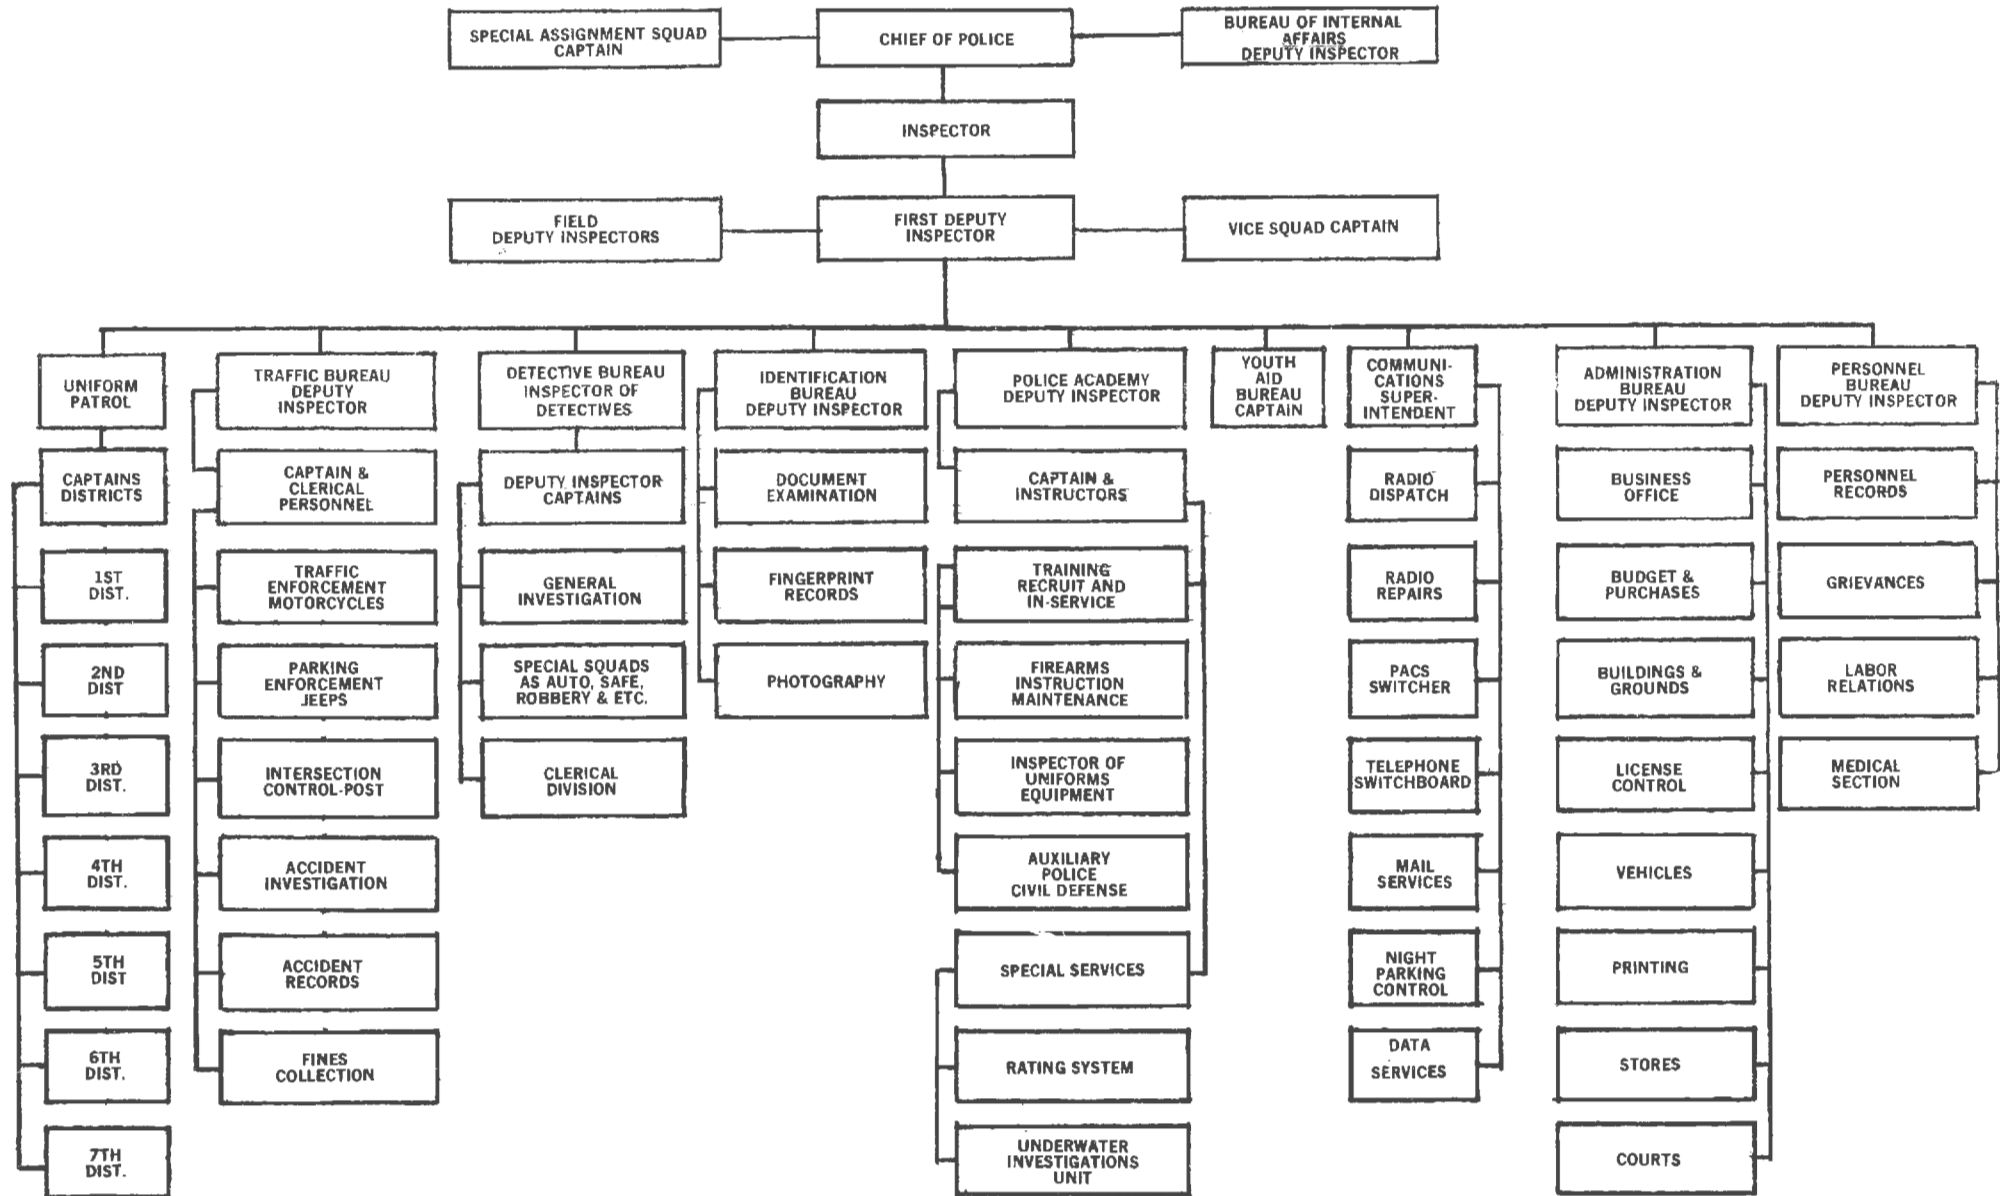 SPECIAL ASSIGNMENT SQUAD
CAPTAIN
CHIEF OF POLICE
BUREAU OF INTERNAL
AFFAIRS
DEPUTY INSPECTOR
INSPECTOR
FIELD
DEPUTY INSPECTORS
FIRST DEPUTY
INSPECTOR
VICE SQUAD CAPTAIN
UNIFORM
PATROL
CAPTAINS
DISTRICTS
1ST
DIST.
2ND
DIST
3RD
DIST.
4TH
DIST.
5TH
DIST
6TH
DIST.
7TH
DIST.
TRAFFIC BUREAU
DEPUTY
INSPECTOR
CAPTAIN &
CLERICAL
PERSONNEL
TRAFFIC
ENFORCEMENT
MOTORCYCLES
PARKING
ENFORCEMENT
JEEPS
INTERSECTION
CONTROL-POST
ACCIDENT
INVESTIGATION
ACCIDENT
RECORDS
FINES
COLLECTION
DETECTIVE BUREAU
INSPECTOR OF
DETECTIVES
DEPUTY INSPECTOR
CAPTAINS
GENERAL
INVESTIGATION
SPECIAL SQUADS
AS AUTO, SAFE,
ROBBERY & ETC.
CLERICAL
DIVISION
IDENTIFICATION
BUREAU
DEPUTY INSPECTOR
DOCUMENT
EXAMINATION
FINGERPRINT
RECORDS
PHOTOGRAPHY
POLICE ACADEMY
DEPUTY INSPECTOR
CAPTAIN &
INSTRUCTORS
TRAINING
RECRUIT AND
IN-SERVICE
FIREARMS
INSTRUCTION
MAINTENANCE
INSPECTOR OF
UNIFORMS
EQUIPMENT
AUXILIARY
POLICE
CIVIL DEFENSE
SPECIAL SERVICES
RATING SYSTEM
UNDERWATER
INVESTIGATIONS
UNIT
YOUTH
AID
BUREAU
CAPTAIN
COMMUNI-
CATIONS
SUPER-
INTENDENT
RADIO
DISPATCH
RADIO
REPAIRS
PACS
SWITCHER
TELEPHONE
SWITCHBOARD
MAIL
SERVICES
NIGHT
PARKING
CONTROL
DATA
SERVICES
ADMINISTRATION
BUREAU
DEPUTY INSPECTOR
BUSINESS
OFFICE
BUDGET &
PURCHASES
BUILDINGS &
GROUNDS
LICENSE
CONTROL
VEHICLES
PRINTING
STORES
COURTS
PERSONNEL
BUREAU
DEPUTY INSPECTOR
PERSONNEL
RECORDS
GRIEVANCES
LABOR
RELATIONS
MEDICAL
SECTION